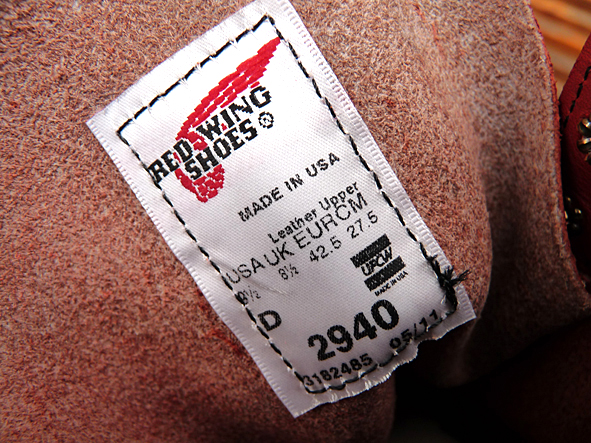 RED WING
SHOES ®
MADE IN USA
Leather Upper
USA UK EUR CM
9½ 8½ 42.5 27.5
UFCW
MADE IN USA
D
2940
3182485 05/11